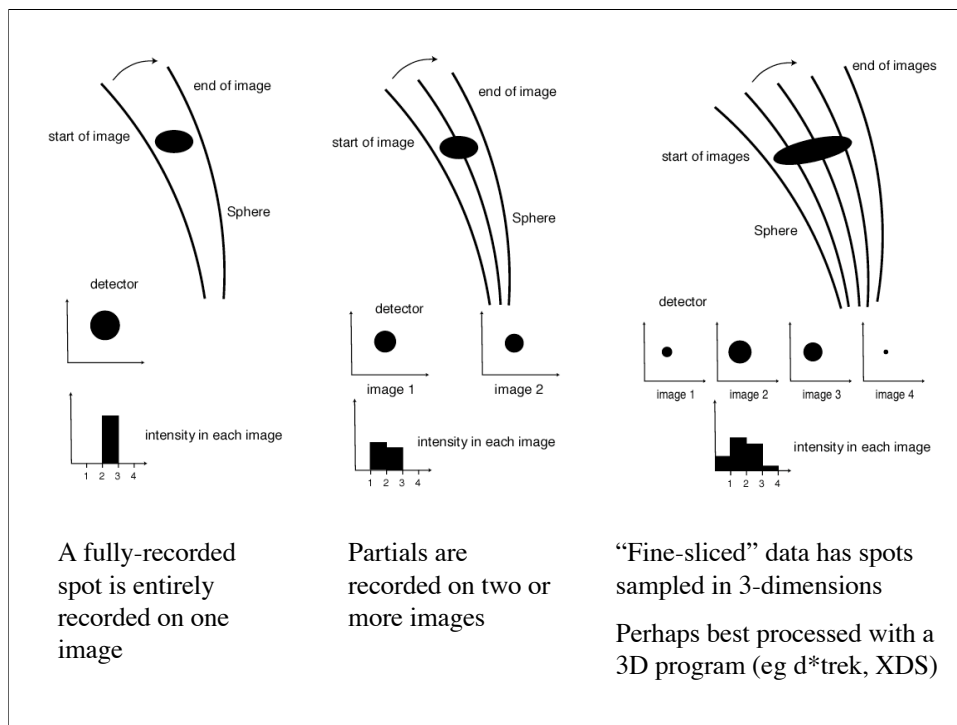 end of image
start of image
Sphere
detector
intensity in each image
1 2 3 4
A fully-recorded
spot is entirely
recorded on one
image
end of image
start of image
Sphere
detector
image 1 image 2
intensity in each image
1 2 3 4
Partials are
recorded on two or
more images
end of images
start of images
Sphere
detector
image 1 image 2 image 3 image 4
intensity in each image
1 2 3 4
“Fine-sliced” data has spots
sampled in 3-dimensions
Perhaps best processed with a
3D program (eg d*trek, XDS)